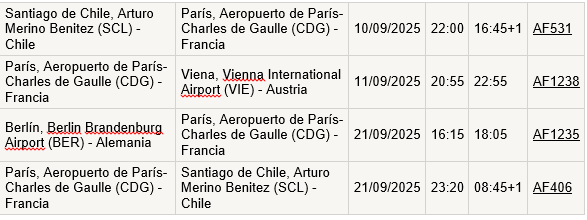 Santiago de Chile, Arturo
Merino Benitez (SCL) -
Chile
París, Aeropuerto de París-
Charles de Gaulle (CDG) -
Francia
10/09/2025
22:00
16:45+1
AF531
París, Aeropuerto de París-
Charles de Gaulle (CDG) -
Francia
Viena, Vienna International
Airport (VIE) - Austria
11/09/2025
20:55
22:55
AF1238
Berlín, Berlin Brandenburg
Airport (BER) - Alemania
París, Aeropuerto de París-
Charles de Gaulle (CDG) -
Francia
21/09/2025
16:15
18:05
AF1235
París, Aeropuerto de París-
Charles de Gaulle (CDG) -
Francia
Santiago de Chile, Arturo
Merino Benitez (SCL) -
Chile
21/09/2025
23:20
08:45+1
AF406